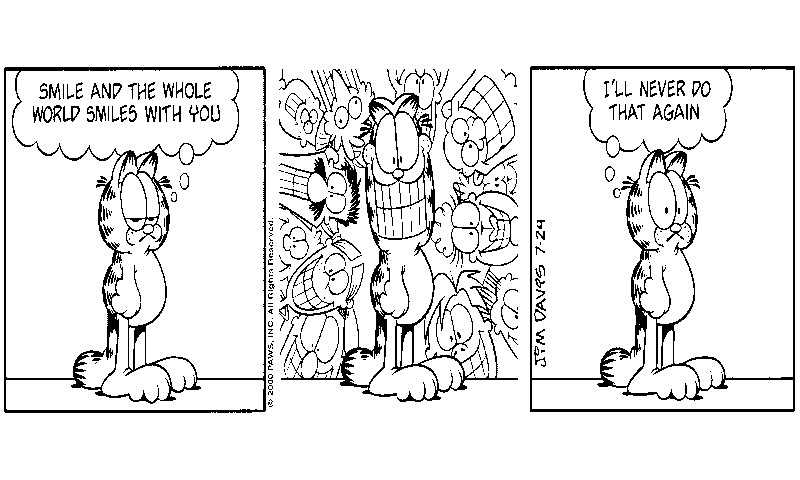 SMILE AND THE WHOLE
WORLD SMILES WITH YOU
© 2000 PAWS, INC. All Rights Reserved.
I'LL NEVER DO
THAT AGAIN
JIM DAVIS 7-24